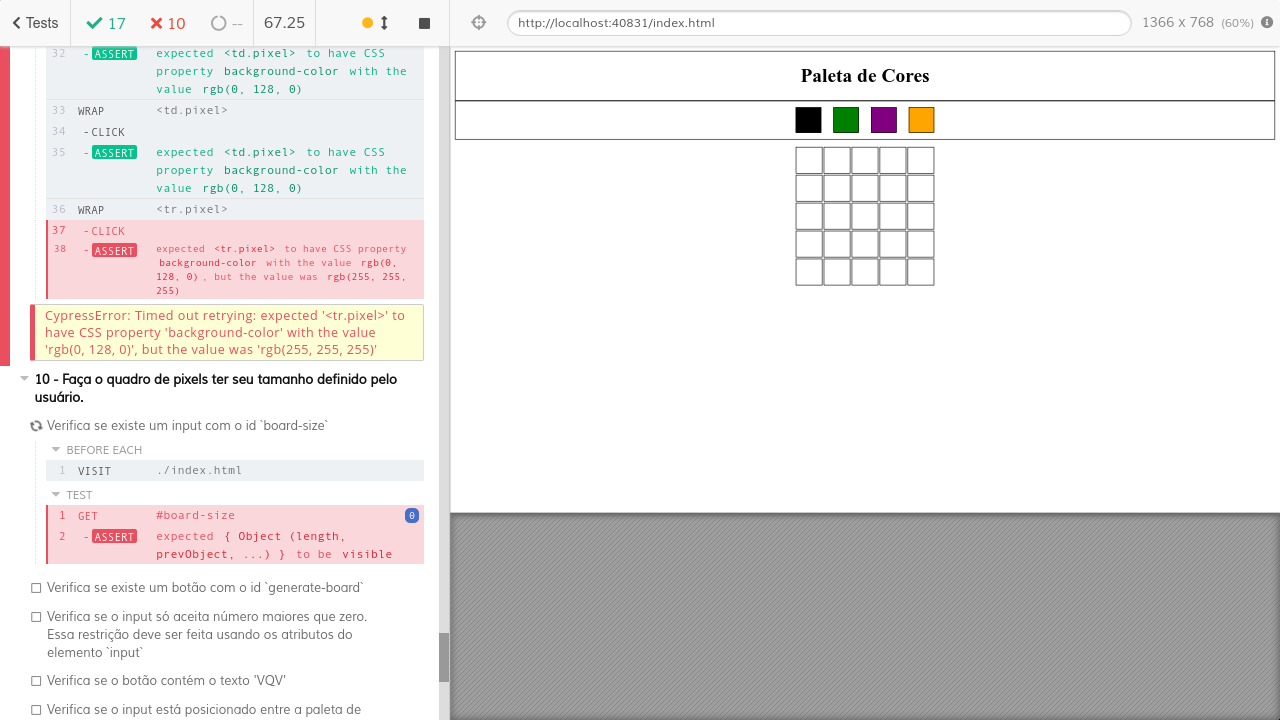 Tests 17 10 -- 67.25
http://localhost:40831/index.html 1366 x 768 (60%)
32 -ASSERT expected <td.pixel> to have CSS
property background-color with the
value rgb(0, 128, 0)
33 WRAP <td.pixel>
34 -CLICK
35 -ASSERT expected <td.pixel> to have CSS
property background-color with the
value rgb(0, 128, 0)
36 WRAP <tr.pixel>
37 -CLICK
38 -ASSERT expected <tr.pixel> to have CSS property
background-color with the value rgb(0,
128, 0) , but the value was rgb(255, 255,
255)
CypressError: Timed out retrying: expected '<tr.pixel>' to
have CSS property 'background-color' with the value
'rgb(0, 128, 0)', but the value was 'rgb(255, 255, 255)'
10 - Faça o quadro de pixels ter seu tamanho definido pelo
usuário.
Verifica se existe um input com o id `board-size`
BEFORE EACH
1 VISIT ./index.html
TEST
1 GET #board-size 0
2 -ASSERT expected { Object (length,
prevObject, ...) } to be visible
Verifica se existe um botão com o id `generate-board`
Verifica se o input só aceita número maiores que zero.
Essa restrição deve ser feita usando os atributos do
elemento `input`
Verifica se o botão contém o texto 'VQV'
Verifica se o input está posicionado entre a paleta de
Paleta de Cores